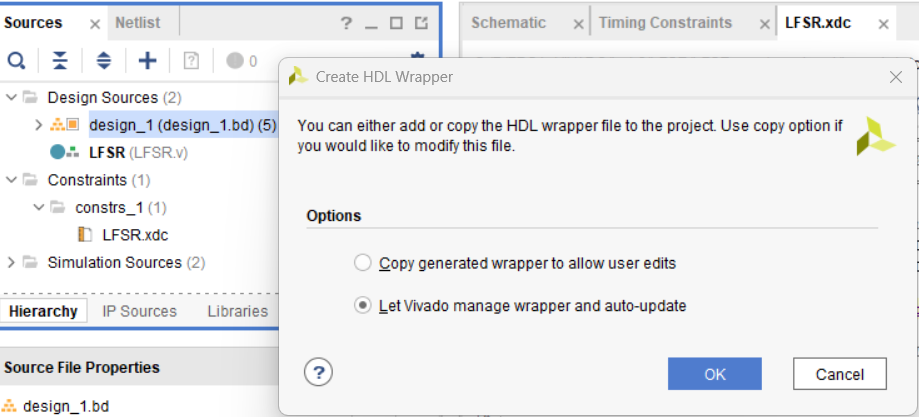 Sources
Netlist
?
Schematic
Timing Constraints
LFSR.xdc
?
0
Design Sources (2)
design_1 (design_1.bd) (5)
LFSR (LFSR.v)
Constraints (1)
constrs_1 (1)
LFSR.xdc
Simulation Sources (2)
Hierarchy
IP Sources
Libraries
Source File Properties
design_1.bd
Create HDL Wrapper
You can either add or copy the HDL wrapper file to the project. Use copy option if
you would like to modify this file.
Options
Copy generated wrapper to allow user edits
Let Vivado manage wrapper and auto-update
?
OK
Cancel